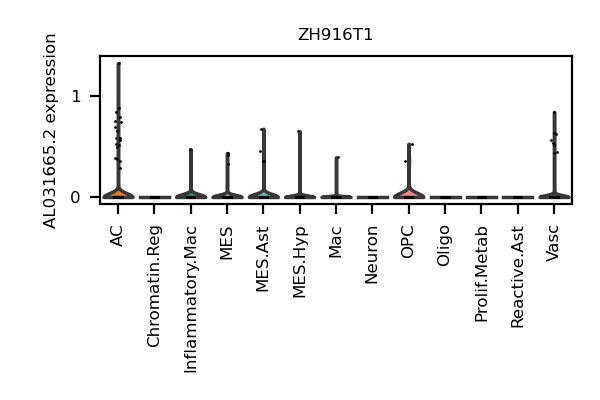 ZH916T1
AL031665.2 expression
1
0
AC
Chromatin.Reg
Inflammatory.Mac
MES
MES.Ast
MES.Hyp
Mac
Neuron
OPC
Oligo
Prolif.Metab
Reactive.Ast
Vasc